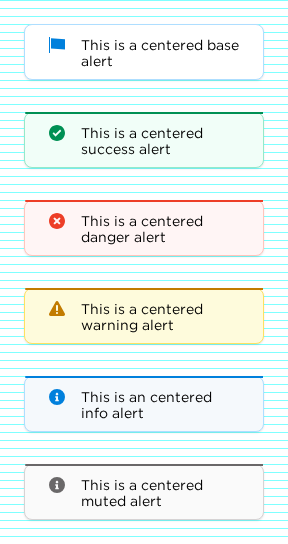 This is a centered base
alert
This is a centered
success alert
This is a centered
danger alert
This is a centered
warning alert
This is an centered
info alert
This is a centered
muted alert